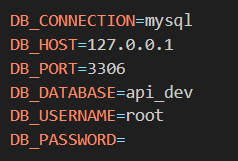 DB_CONNECTION=mysql
DB_HOST=127.0.0.1
DB_PORT=3306
DB_DATABASE=api_dev
DB_USERNAME=root
DB_PASSWORD=